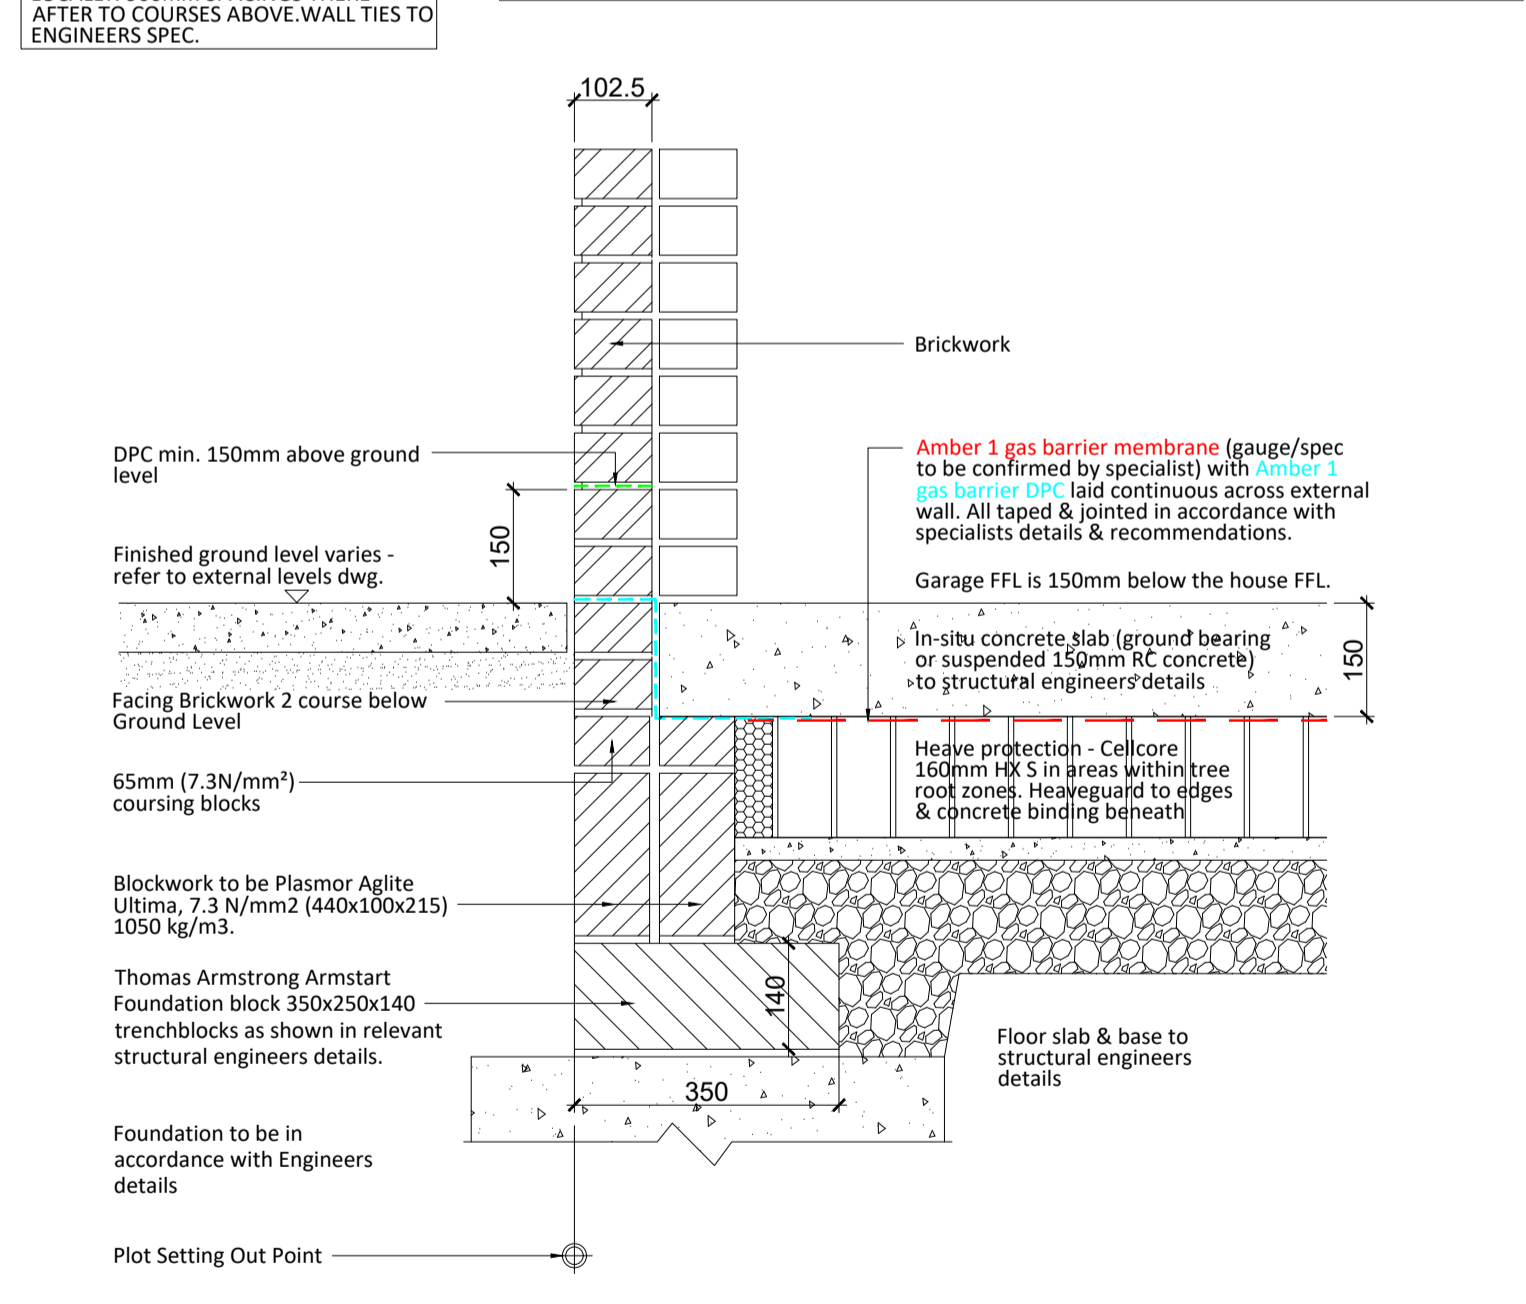 AFTER TO COURSES ABOVE.WALL TIES TO
ENGINEERS SPEC.
102.5
Brickwork
DPC min. 150mm above ground
level
150
Finished ground level varies -
refer to external levels dwg.
Amber 1 gas barrier membrane (gauge/spec
to be confirmed by specialist) with Amber 1
gas barrier DPC laid continuous across external
wall. All taped & jointed in accordance with
specialists details & recommendations.
Garage FFL is 150mm below the house FFL.
In-situ concrete slab (ground bearing
or suspended 150mm RC concrete)
to structural engineers details
150
Facing Brickwork 2 course below
Ground Level
65mm (7.3N/mm²)
coursing blocks
Heave protection - Cellcore
160mm HX S in areas within tree
root zones. Heaveguard to edges
& concrete binding beneath
Blockwork to be Plasmor Aglite
Ultima, 7.3 N/mm2 (440x100x215)
1050 kg/m3.
Thomas Armstrong Armstart
Foundation block 350x250x140
trenchblocks as shown in relevant
structural engineers details.
140
350
Floor slab & base to
structural engineers
details
Foundation to be in
accordance with Engineers
details
Plot Setting Out Point